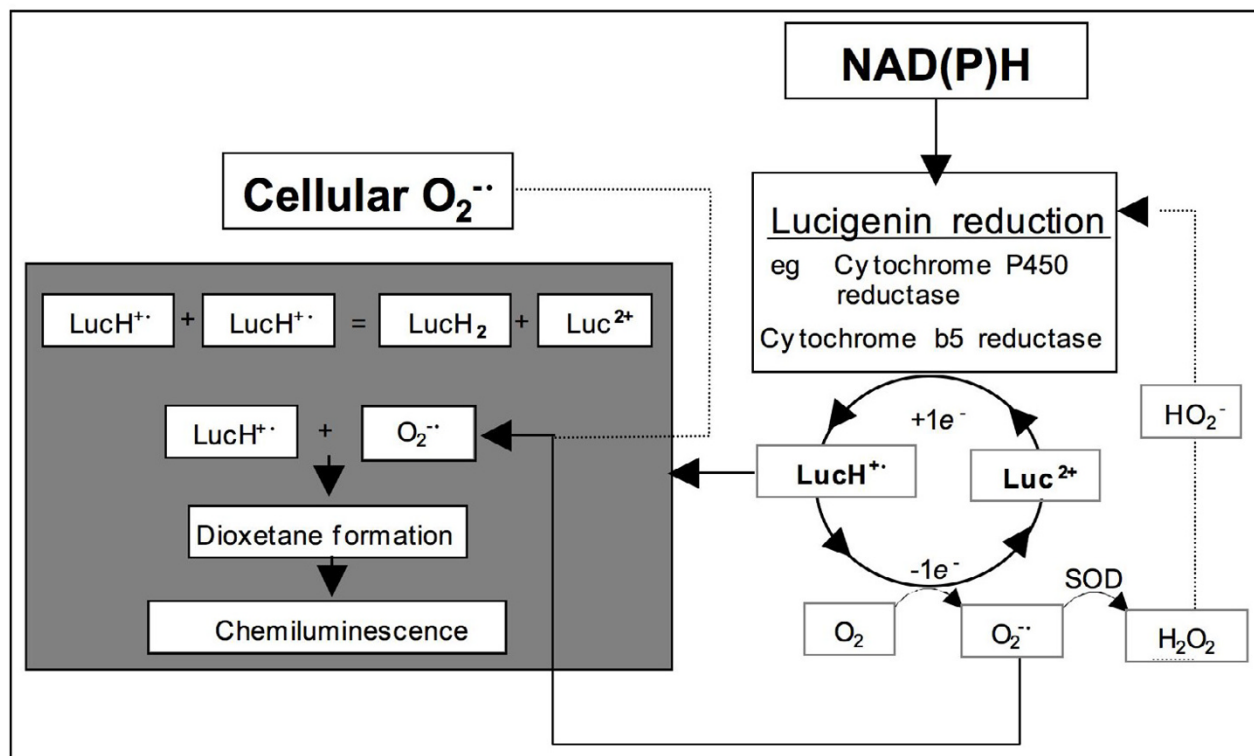 NAD(P)H
Cellular O₂⁻·
Lucigenin reduction
eg Cytochrome P450
reductase
Cytochrome b5 reductase
LucH⁺· + LucH⁺· = LucH₂ + Luc²⁺
LucH⁺· + O₂⁻·
Dioxetane formation
Chemiluminescence
+1e⁻
LucH⁺·
Luc²⁺
-1e⁻
HO₂⁻
SOD
O₂
O₂⁻·
H₂O₂